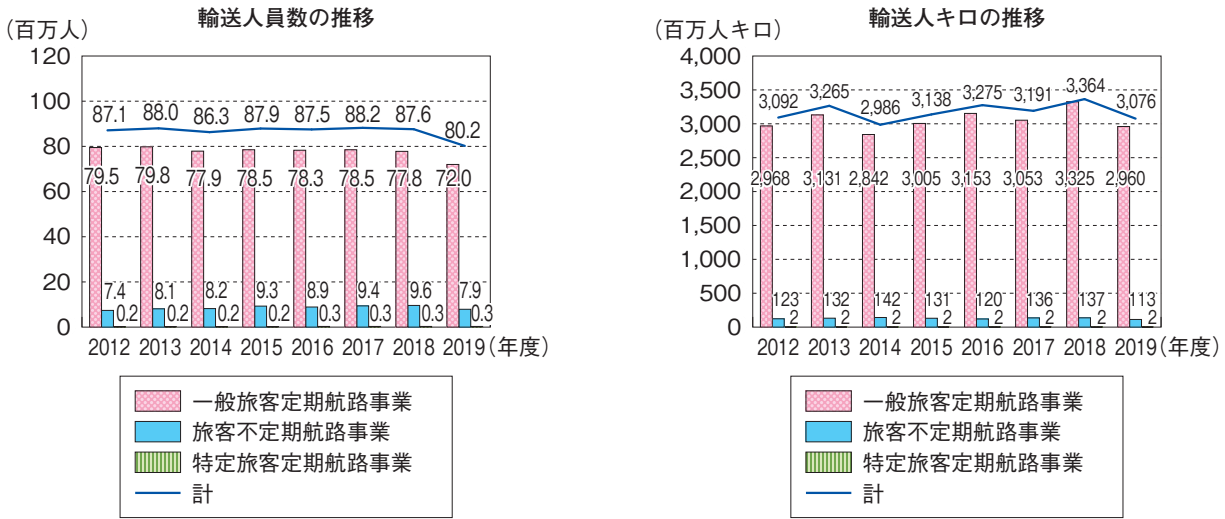 輸送人員数の推移
（百万人）
120
100
80
60
40
20
0
87.1 88.0 86.3 87.9 87.5 88.2 87.6 80.2
79.5 79.8 77.9 78.5 78.3 78.5 77.8 72.0
7.4 8.1 8.2 9.3 8.9 9.4 9.6 7.9
0.2 0.2 0.2 0.2 0.3 0.3 0.3 0.3
2012 2013 2014 2015 2016 2017 2018 2019（年度）
一般旅客定期航路事業
旅客不定期航路事業
特定旅客定期航路事業
計
輸送人キロの推移
（百万人キロ）
4,000
3,500
3,000
2,500
2,000
1,500
1,000
500
0
3,092 3,265 2,986 3,138 3,275 3,191 3,364 3,076
2,968 3,131 2,842 3,005 3,153 3,053 3,325 2,960
123 132 142 131 120 136 137 113
2 2 2 2 2 2 2 2
2012 2013 2014 2015 2016 2017 2018 2019（年度）
一般旅客定期航路事業
旅客不定期航路事業
特定旅客定期航路事業
計